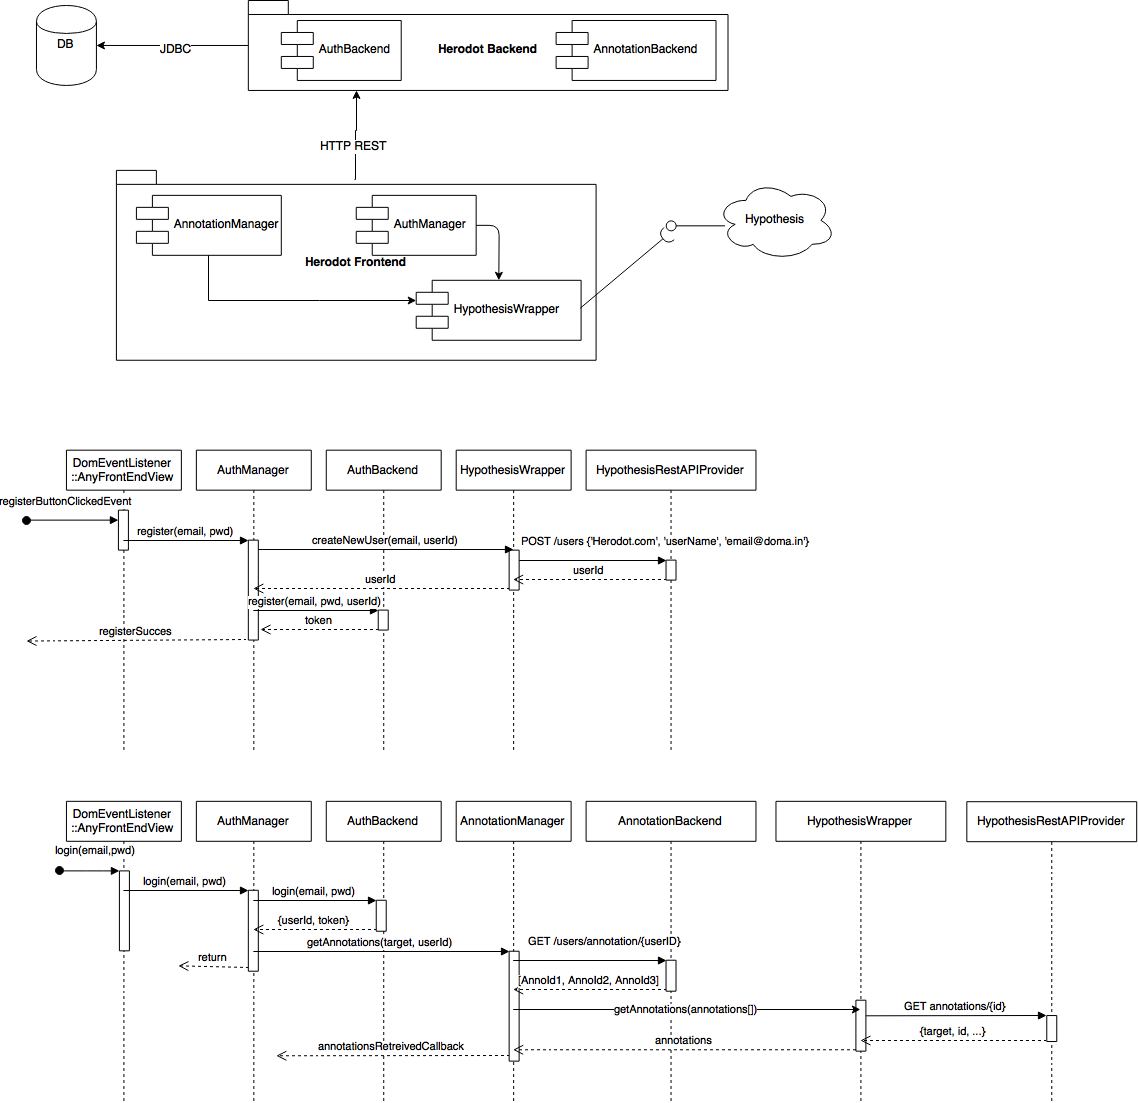 DB
JDBC
AuthBackend
Herodot Backend
AnnotationBackend
HTTP REST
AnnotationManager
AuthManager
Hypothesis
Herodot Frontend
HypothesisWrapper
DomEventListener
::AnyFrontEndView
AuthManager
AuthBackend
HypothesisWrapper
HypothesisRestAPIProvider
registerButtonClickedEvent
register(email, pwd)
createNewUser(email, userId)
POST /users {'Herodot.com', 'userName', 'email@doma.in'}
userId
userId
register(email, pwd, userId)
token
registerSucces
DomEventListener
::AnyFrontEndView
AuthManager
AuthBackend
AnnotationManager
AnnotationBackend
HypothesisWrapper
HypothesisRestAPIProvider
login(email,pwd)
login(email, pwd)
login(email, pwd)
{userId, token}
getAnnotations(target, userId)
GET /users/annotation/{userID}
return
[AnnoId1, AnnoId2, AnnoId3]
getAnnotations(annotations[])
GET annotations/{id}
{target, id, ...}
annotations
annotationsRetreivedCallback